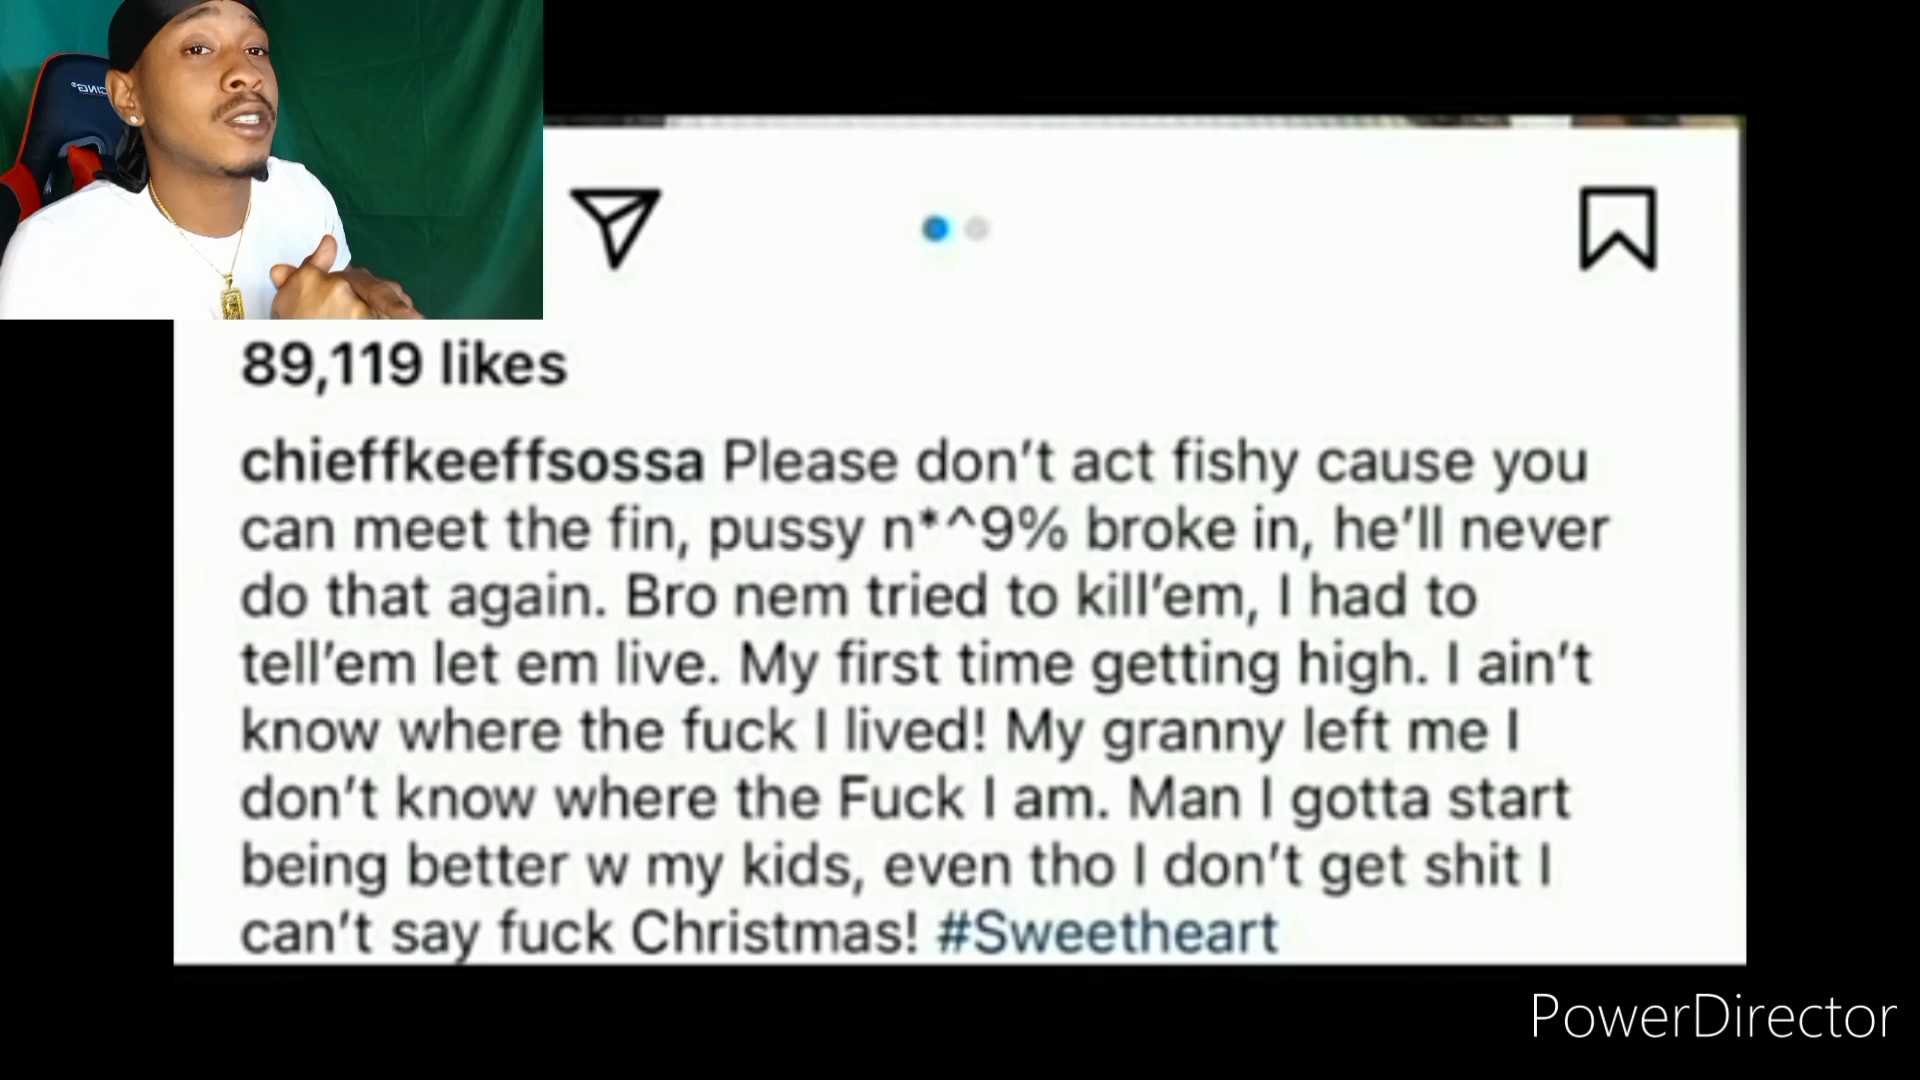 89,119 likes
chieffkeeffsossa Please don't act fishy cause you
can meet the fin, pussy n*^9% broke in, he'll never
do that again. Bro nem tried to kill'em, I had to
tell'em let em live. My first time getting high. I ain't
know where the fuck I lived! My granny left me I
don't know where the Fuck I am. Man I gotta start
being better w my kids, even tho I don't get shit I
can't say fuck Christmas! #Sweetheart
PowerDirector